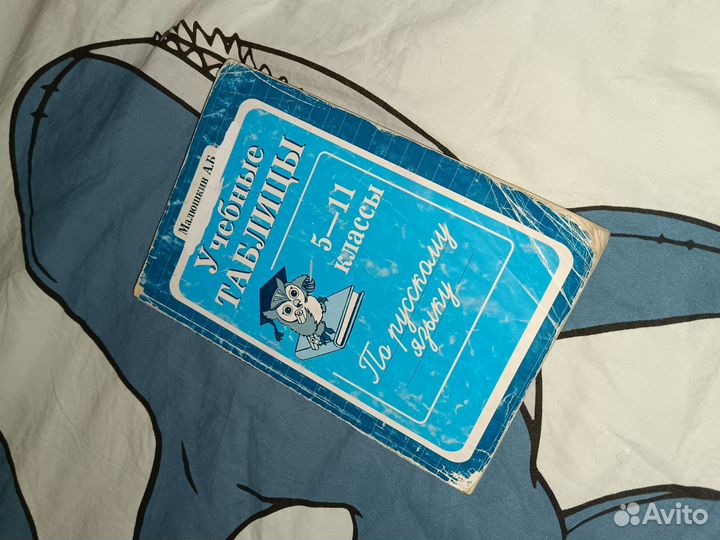 Малюшкин А.Б
Учебные
ТАБЛИЦЫ
5—11
классы
По русскому
языку
Avito